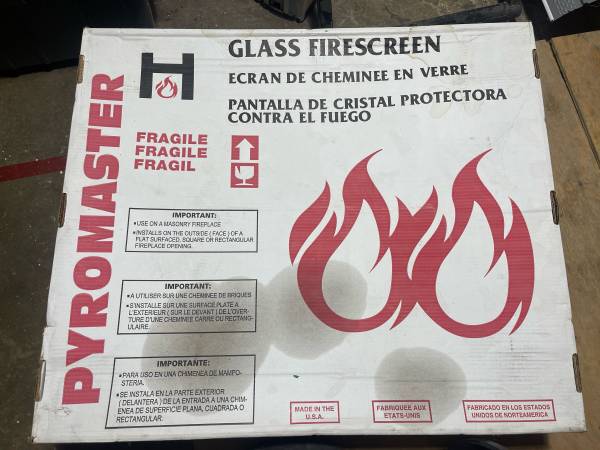 PYROMASTER
H
GLASS FIRESCREEN
ECRAN DE CHEMINEE EN VERRE
PANTALLA DE CRISTAL PROTECTORA
CONTRA EL FUEGO
FRAGILE
FRAGILE
FRAGIL
IMPORTANT:
•USE ON A MASONRY FIREPLACE
•INSTALLS ON THE OUTSIDE ( FACE ) OF A
FLAT SURFACED, SQUARE OR RECTANGULAR
FIREPLACE OPENING.
IMPORTANT:
•A UTILISER SUR UNE CHEMINEE DE BRIQUES
•S'INSTALLE SUR UNE SURFACE PLATE A
L'EXTERIEUR ( SUR LE DEVANT ) DE L'OVER-
TURE D'UNE CHEMINEE CARRE OU RECTANG-
ULAIRE.
IMPORTANTE:
•PARA USO EN UNA CHIMENEA DE MAMPO-
STERIA.
•SE INSTALA EN LA PARTE EXTERIOR
( DELANTERA ) DE LA ENTRADA A UNA CHIM-
ENEA DE SUPERFICIE PLANA, CUADRADA O
RECTANGULAR.
MADE IN THE
U.S.A.
FABRIQUEE AUX
ETATS-UNIS
FABRICADO EN LOS ESTADOS
UNIDOS DE NORTEAMERICA